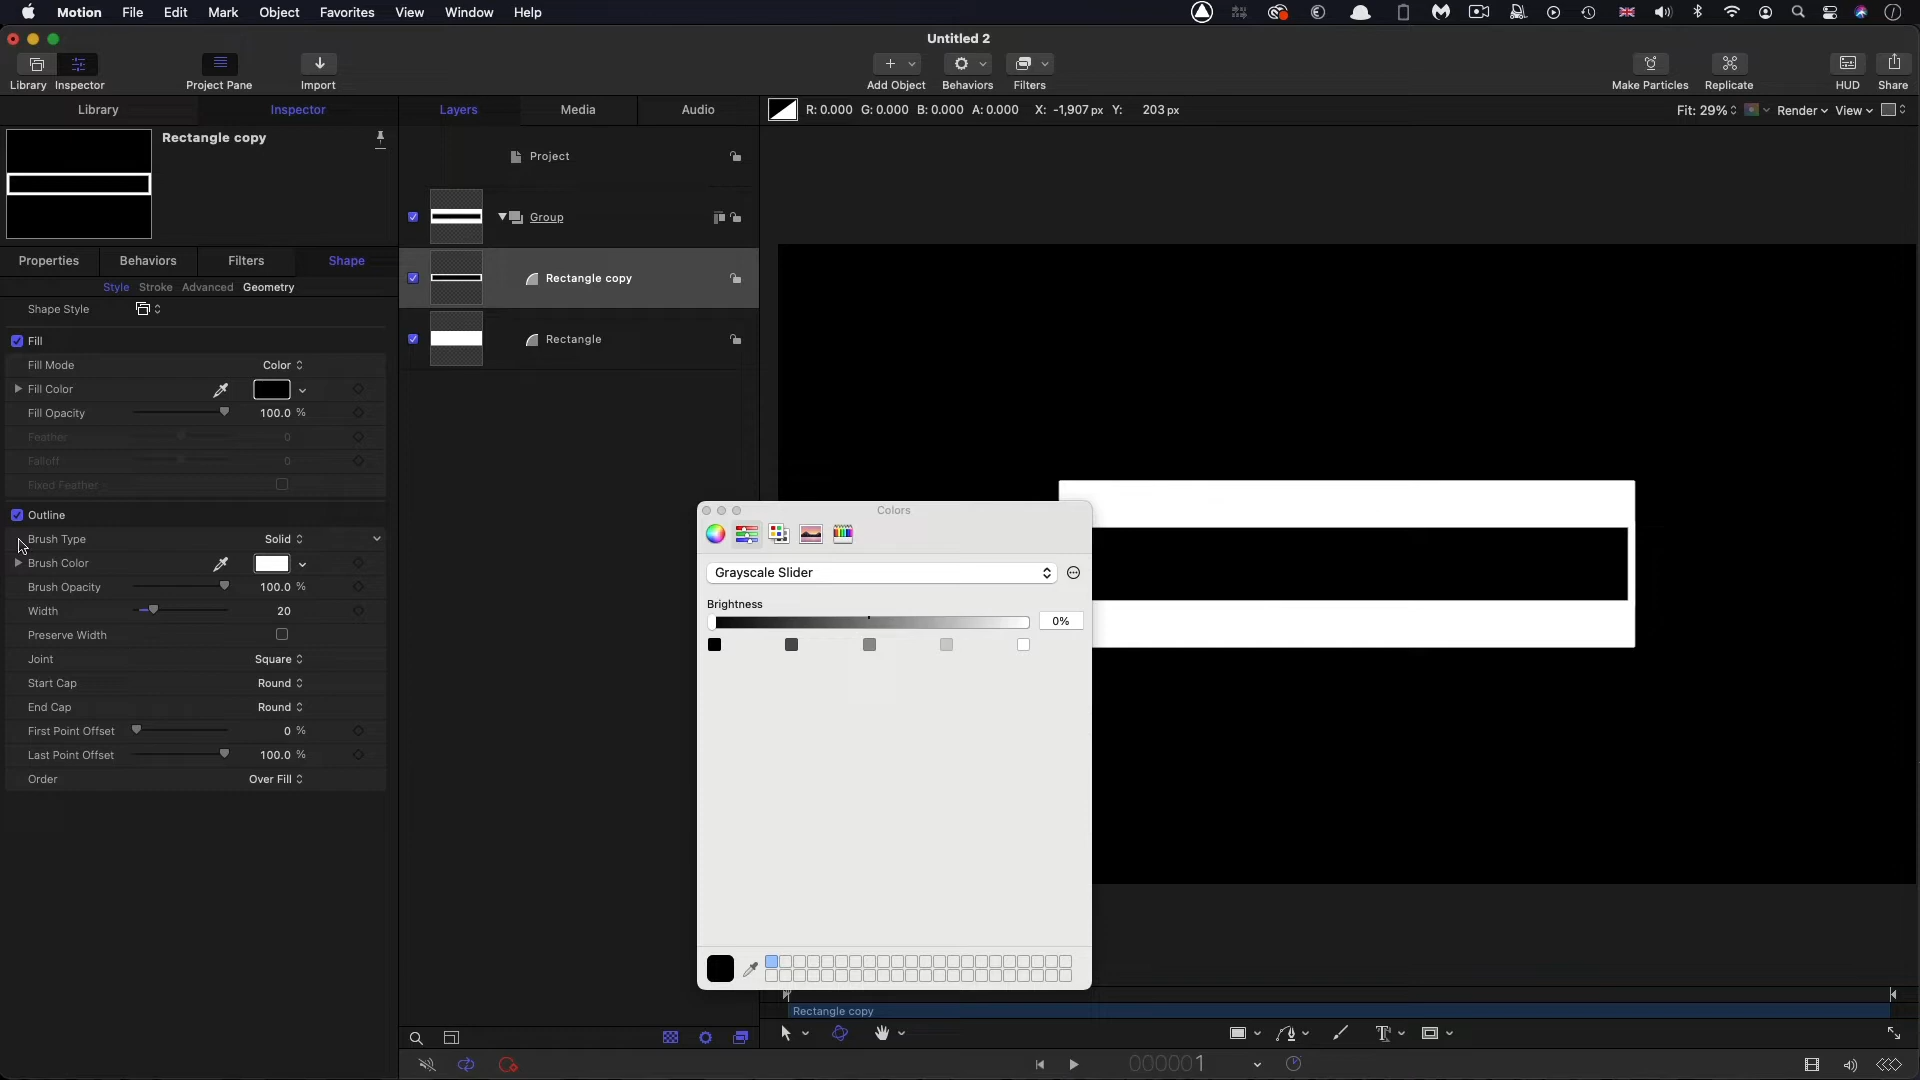 Motion File Edit Mark Object Favorites View Window Help
Untitled 2
Library Inspector Project Pane Import Add Object Behaviors Filters Make Particles Replicate HUD Share
Library Inspector Layers Media Audio R: 0.000 G: 0.000 B: 0.000 A: 0.000 X: -1,907 px Y: 203 px Fit: 29% Render View
Rectangle copy
Project
Group
Rectangle copy
Rectangle
Properties Behaviors Filters Shape
Style Stroke Advanced Geometry
Shape Style
Fill
Fill Mode Color
Fill Color
Fill Opacity 100.0 %
Feather 0
Falloff 0
Fixed Feather
Outline
Brush Type Solid
Brush Color
Brush Opacity 100.0 %
Width 20
Preserve Width
Joint Square
Start Cap Round
End Cap Round
First Point Offset 0 %
Last Point Offset 100.0 %
Order Over Fill
Colors
Grayscale Slider
Brightness
0%
Rectangle copy
000001